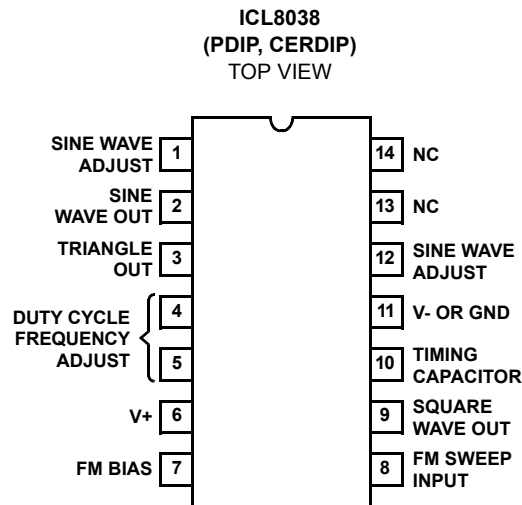 ICL8038
(PDIP, CERDIP)
TOP VIEW
SINE WAVE
ADJUST
1
SINE
WAVE OUT
2
TRIANGLE
OUT
3
DUTY CYCLE
FREQUENCY
ADJUST
4
5
V+
6
FM BIAS
7
14
NC
13
NC
12
SINE WAVE
ADJUST
11
V- OR GND
10
TIMING
CAPACITOR
9
SQUARE
WAVE OUT
8
FM SWEEP
INPUT